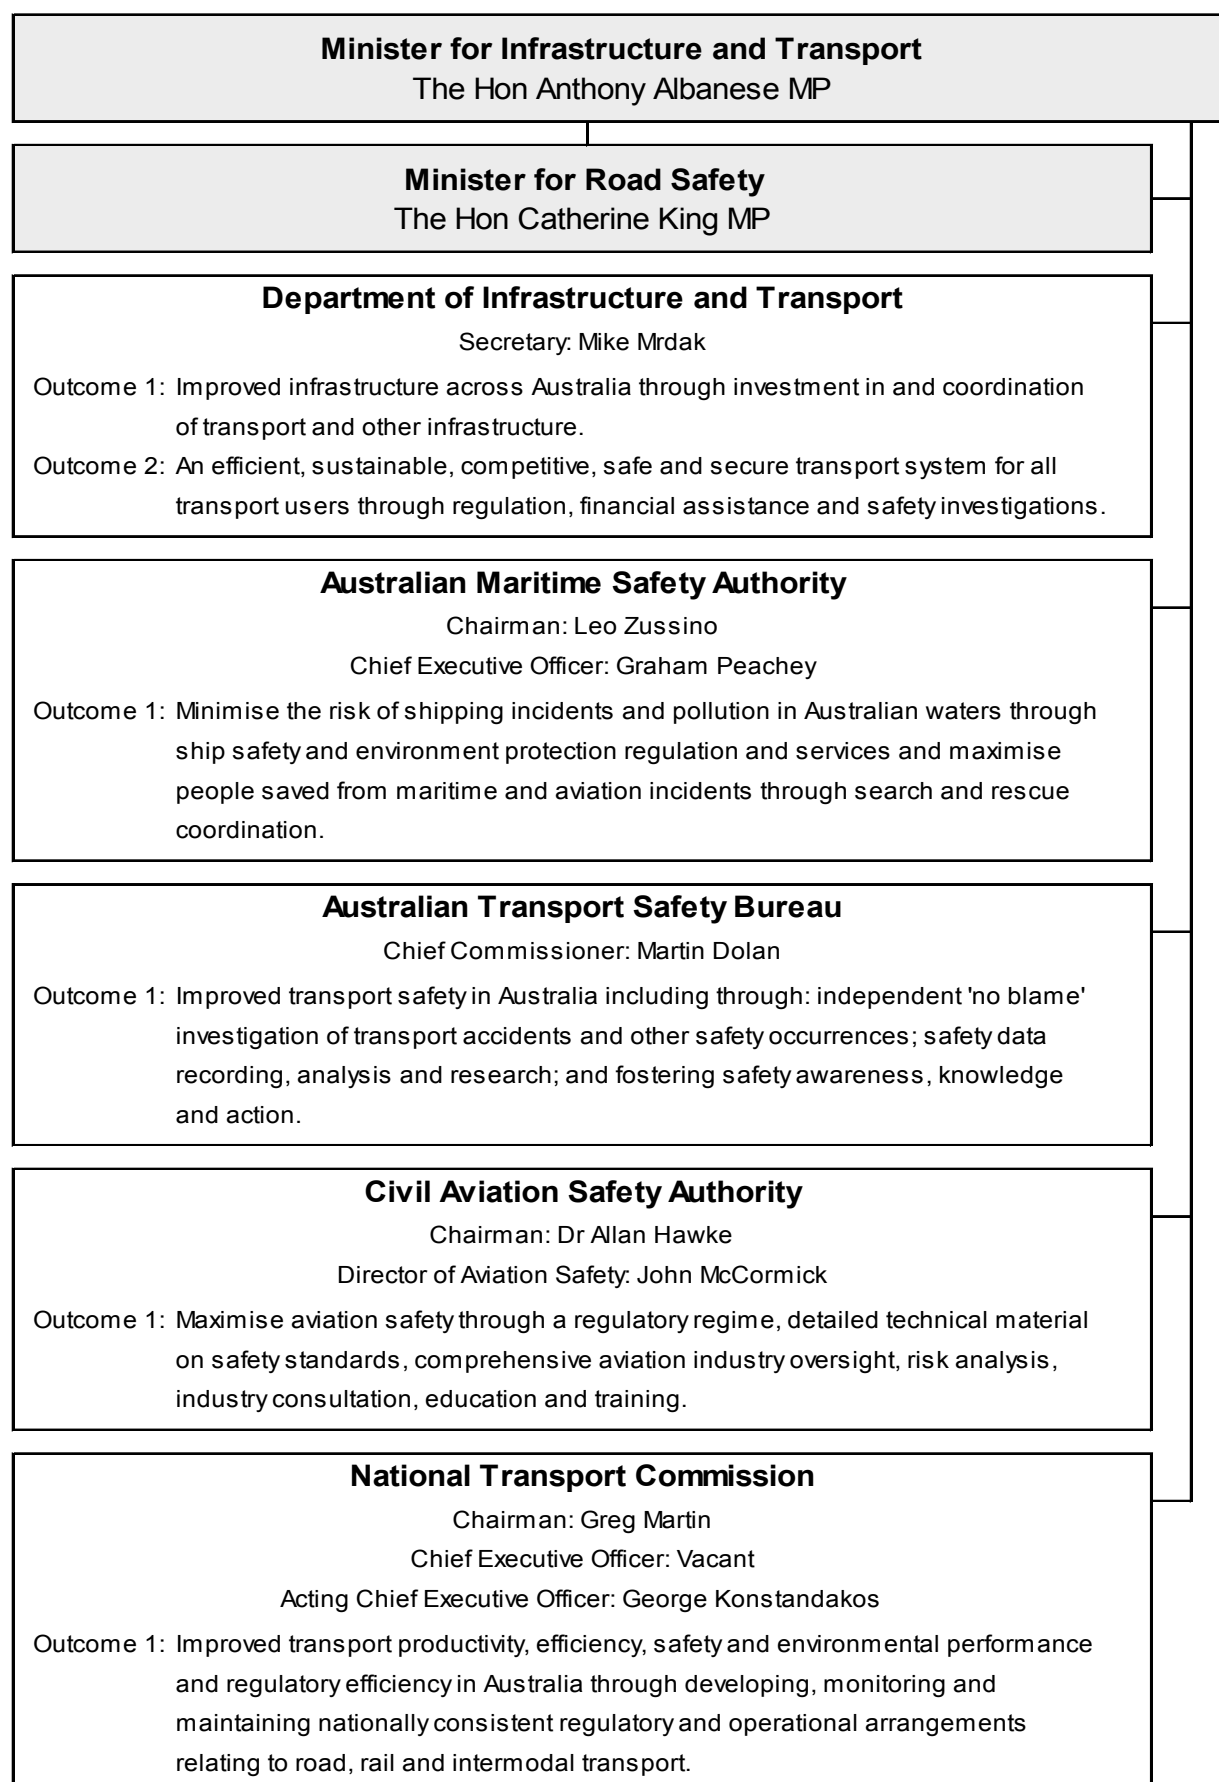 Minister for Infrastructure and Transport
The Hon Anthony Albanese MP
Minister for Road Safety
The Hon Catherine King MP
Department of Infrastructure and Transport
Secretary: Mike Mrdak
Outcome 1: Improved infrastructure across Australia through investment in and coordination
of transport and other infrastructure.
Outcome 2: An efficient, sustainable, competitive, safe and secure transport system for all
transport users through regulation, financial assistance and safety investigations.
Australian Maritime Safety Authority
Chairman: Leo Zussino
Chief Executive Officer: Graham Peachey
Outcome 1: Minimise the risk of shipping incidents and pollution in Australian waters through
ship safety and environment protection regulation and services and maximise
people saved from maritime and aviation incidents through search and rescue
coordination.
Australian Transport Safety Bureau
Chief Commissioner: Martin Dolan
Outcome 1: Improved transport safety in Australia including through: independent 'no blame'
investigation of transport accidents and other safety occurrences; safety data
recording, analysis and research; and fostering safety awareness, knowledge
and action.
Civil Aviation Safety Authority
Chairman: Dr Allan Hawke
Director of Aviation Safety: John McCormick
Outcome 1: Maximise aviation safety through a regulatory regime, detailed technical material
on safety standards, comprehensive aviation industry oversight, risk analysis,
industry consultation, education and training.
National Transport Commission
Chairman: Greg Martin
Chief Executive Officer: Vacant
Acting Chief Executive Officer: George Konstandakos
Outcome 1: Improved transport productivity, efficiency, safety and environmental performance
and regulatory efficiency in Australia through developing, monitoring and
maintaining nationally consistent regulatory and operational arrangements
relating to road, rail and intermodal transport.